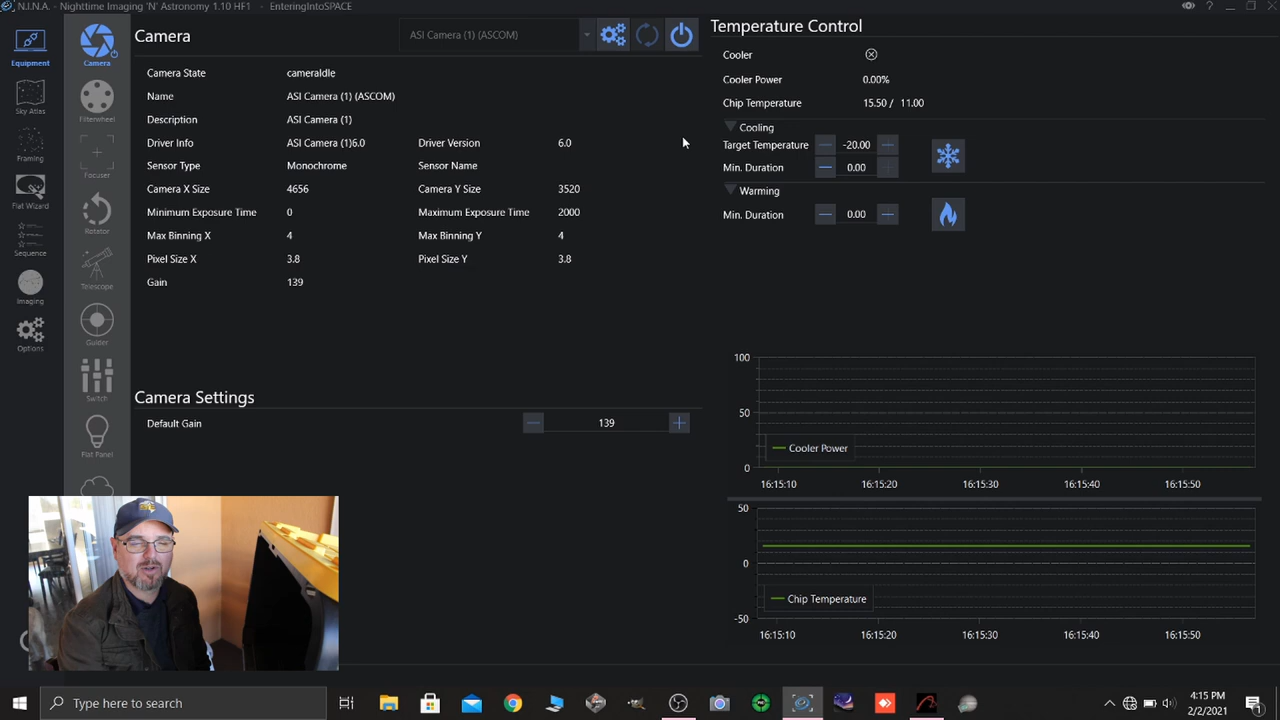 N.I.N.A. - Nighttime Imaging 'N' Astronomy 1.10 HF1 - EnteringIntoSPACE
Equipment
Sky Atlas
Framing
Flat Wizard
Sequence
Imaging
Options
Camera
Filterwheel
Focuser
Rotator
Telescope
Guider
Switch
Flat Panel
Camera
ASI Camera (1) (ASCOM)
Camera State cameraIdle
Name ASI Camera (1) (ASCOM)
Description ASI Camera (1)
Driver Info ASI Camera (1)6.0 Driver Version 6.0
Sensor Type Monochrome Sensor Name
Camera X Size 4656 Camera Y Size 3520
Minimum Exposure Time 0 Maximum Exposure Time 2000
Max Binning X 4 Max Binning Y 4
Pixel Size X 3.8 Pixel Size Y 3.8
Gain 139
Camera Settings
Default Gain 139
Temperature Control
Cooler
Cooler Power 0.00%
Chip Temperature 15.50 / 11.00
Cooling
Target Temperature -20.00
Min. Duration 0.00
Warming
Min. Duration 0.00
100
50
0
Cooler Power
16:15:10 16:15:20 16:15:30 16:15:40 16:15:50
50
0
-50
Chip Temperature
16:15:10 16:15:20 16:15:30 16:15:40 16:15:50
Type here to search
4:15 PM
2/2/2021